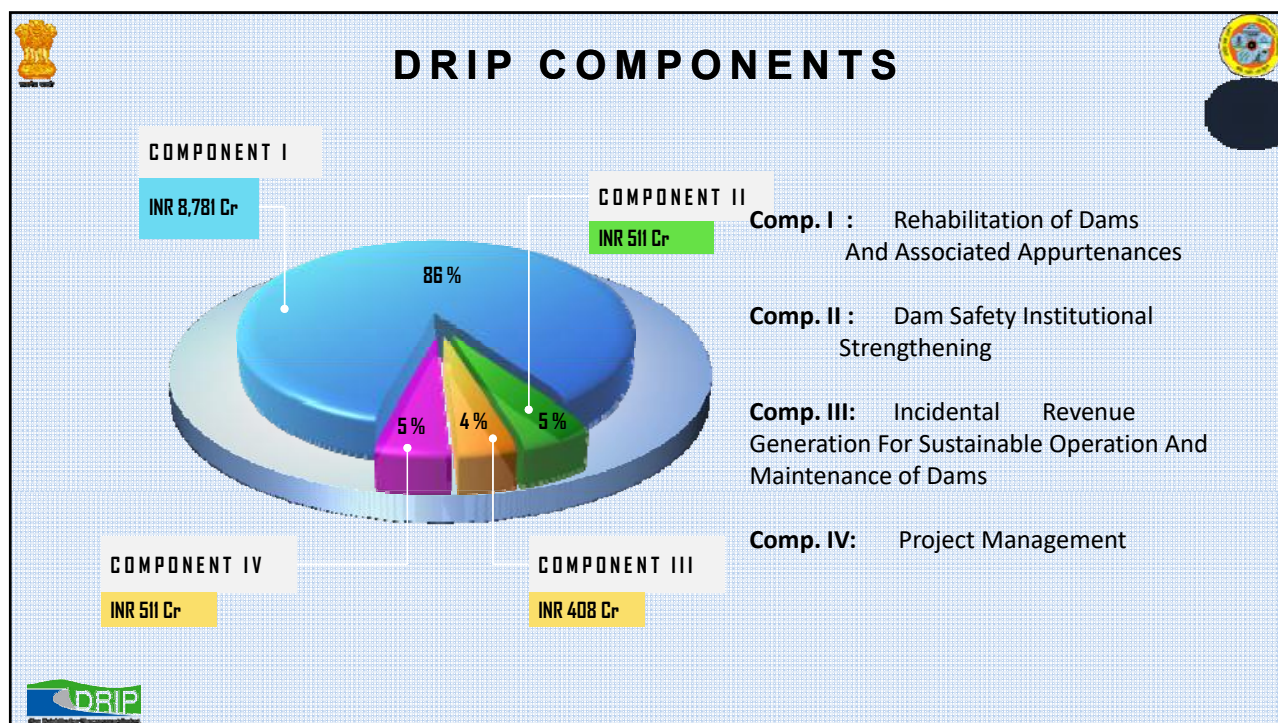 DRIP COMPONENTS
COMPONENT I
INR 8,781 Cr
COMPONENT II
INR 511 Cr
86 %
5 %
4 %
5 %
COMPONENT IV
INR 511 Cr
COMPONENT III
INR 408 Cr
Comp. I : Rehabilitation of Dams
And Associated Appurtenances
Comp. II : Dam Safety Institutional
Strengthening
Comp. III: Incidental Revenue
Generation For Sustainable Operation And
Maintenance of Dams
Comp. IV: Project Management
DRIP